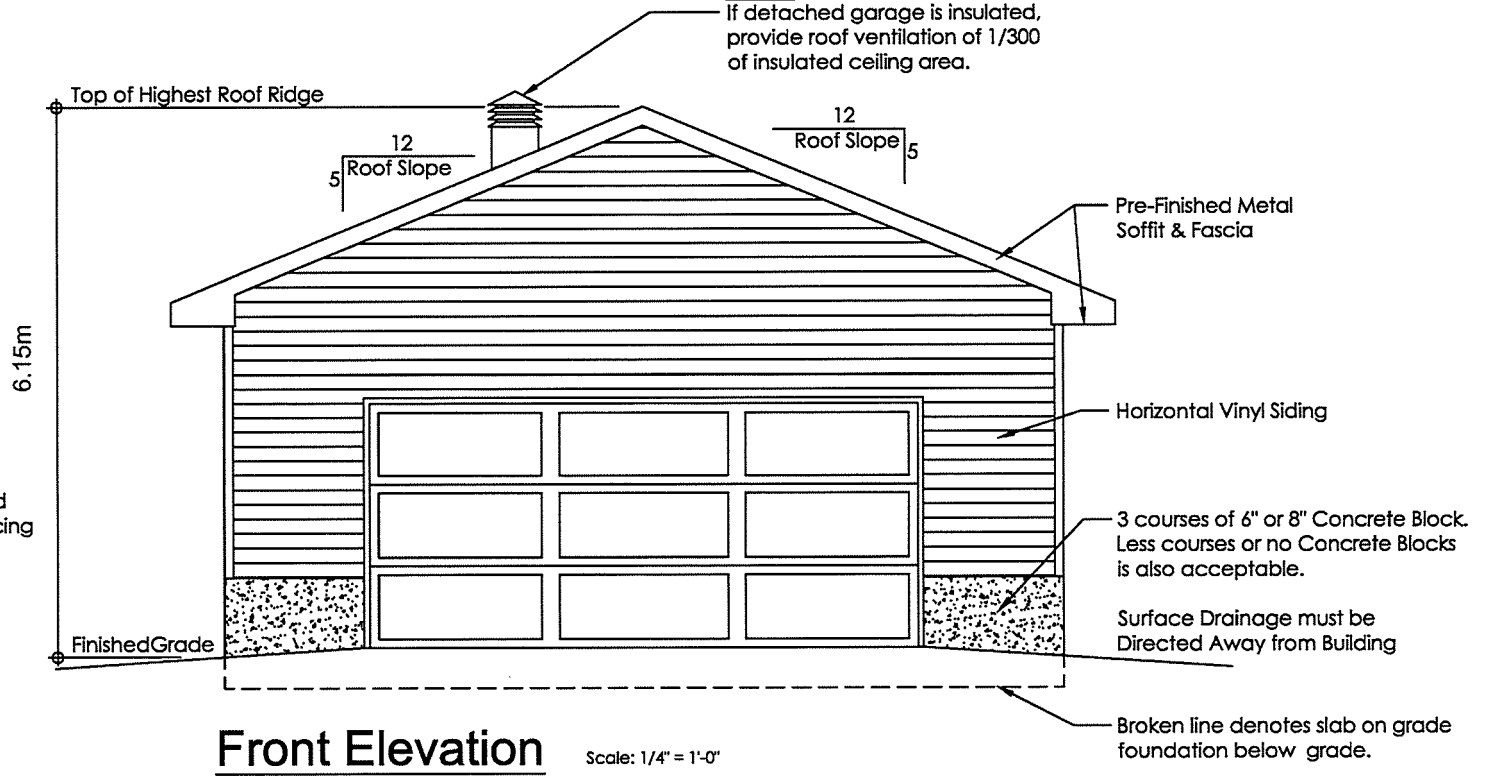 If detached garage is insulated,
provide roof ventilation of 1/300
of insulated ceiling area.
Top of Highest Roof Ridge
12
Roof Slope
5
12
Roof Slope
5
Pre-Finished Metal
Soffit & Fascia
6.15m
Horizontal Vinyl Siding
3 courses of 6" or 8" Concrete Block.
Less courses or no Concrete Blocks
is also acceptable.
Surface Drainage must be
Directed Away from Building
FinishedGrade
Broken line denotes slab on grade
foundation below grade.
Front Elevation
Scale: 1/4" = 1'-0"